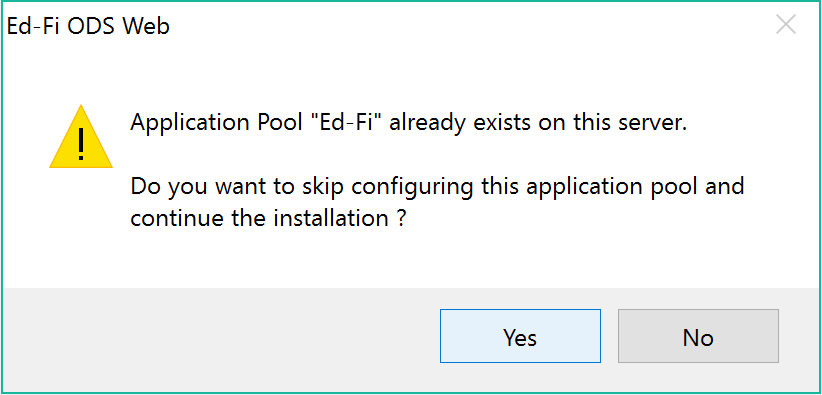 Ed-Fi ODS Web
Application Pool "Ed-Fi" already exists on this server.
Do you want to skip configuring this application pool and
continue the installation ?
Yes
No